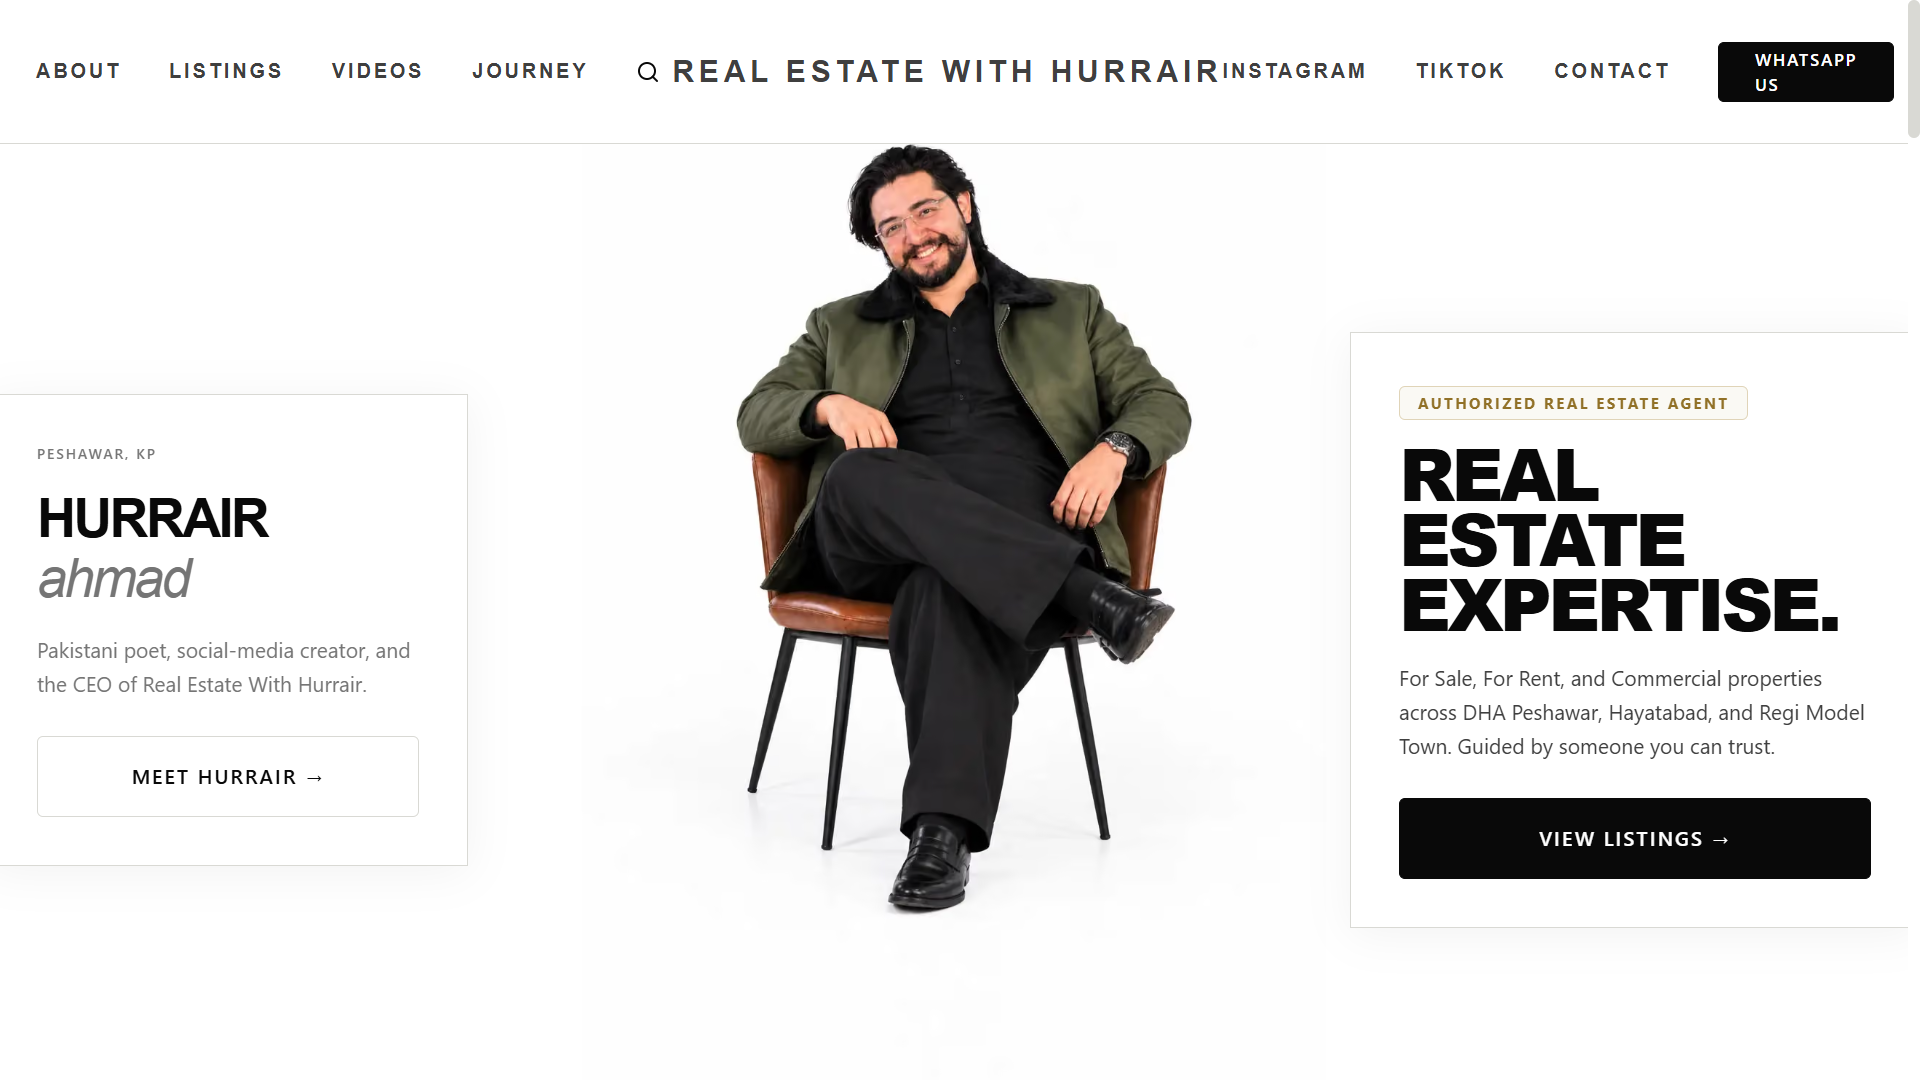 ABOUT
LISTINGS
VIDEOS
JOURNEY
REAL ESTATE WITH HURRAIR
INSTAGRAM
TIKTOK
CONTACT
WHATSAPP
US
PESHAWAR, KP
HURRAIR
ahmad
Pakistani poet, social-media creator, and
the CEO of Real Estate With Hurrair.
MEET HURRAIR →
AUTHORIZED REAL ESTATE AGENT
REAL
ESTATE
EXPERTISE.
For Sale, For Rent, and Commercial properties
across DHA Peshawar, Hayatabad, and Regi Model
Town. Guided by someone you can trust.
VIEW LISTINGS →